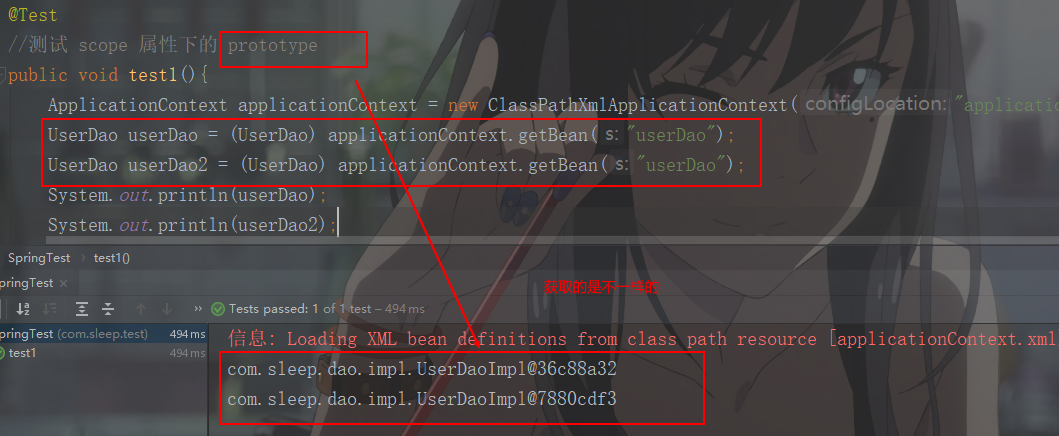 @Test
//测试 scope 属性下的 prototype
public void test1(){
ApplicationContext applicationContext = new ClassPathXmlApplicationContext( configLocation: "applicatio
UserDao userDao = (UserDao) applicationContext.getBean( s: "userDao");
UserDao userDao2 = (UserDao) applicationContext.getBean( s: "userDao");
System.out.println(userDao);
System.out.println(userDao2);
SpringTest › test1()
pringTest ×
» Tests passed: 1 of 1 test – 494 ms
获取的是不一样的
pringTest (com.sleep.test) 494 ms
test1 494 ms
信息: Loading XML bean definitions from class path resource [applicationContext.xml
com.sleep.dao.impl.UserDaoImpl@36c88a32
com.sleep.dao.impl.UserDaoImpl@7880cdf3